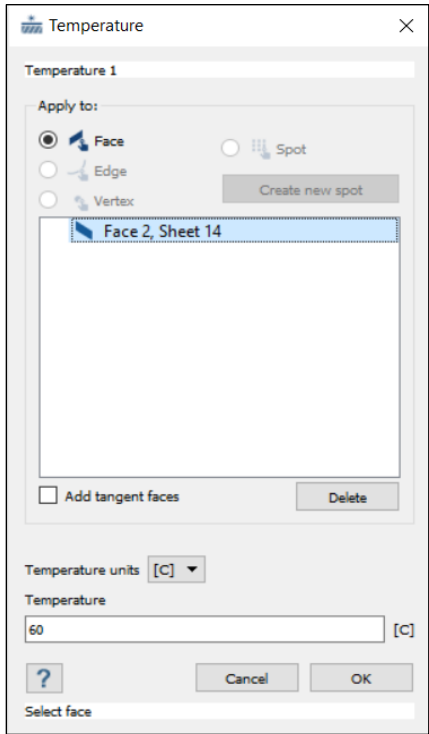 Temperature
Temperature 1
Apply to:
Face
Spot
Edge
Create new spot
Vertex
Face 2, Sheet 14
Add tangent faces
Delete
Temperature units [C]
Temperature
60 [C]
? Cancel OK
Select face